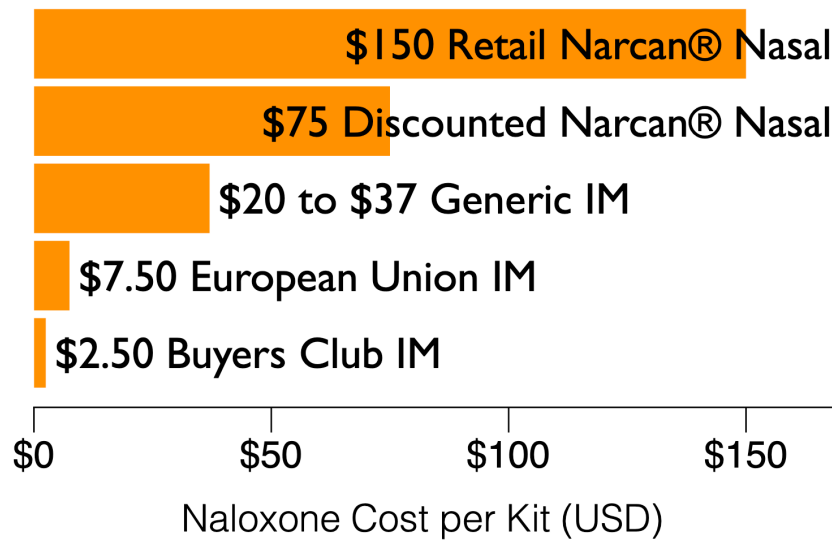 $150 Retail Narcan® Nasal
$75 Discounted Narcan® Nasal
$20 to $37 Generic IM
$7.50 European Union IM
$2.50 Buyers Club IM
$0 $50 $100 $150
Naloxone Cost per Kit (USD)